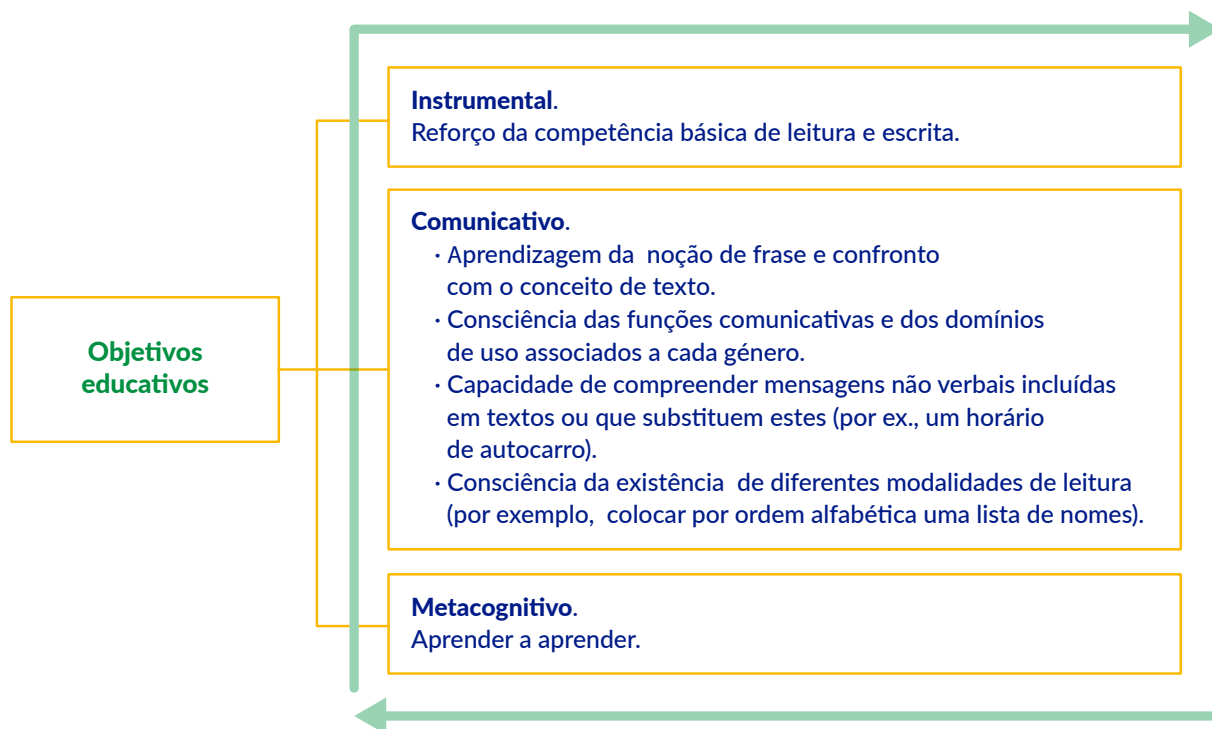 Objetivos
educativos
Instrumental.
Reforço da competência básica de leitura e escrita.
Comunicativo.
· Aprendizagem da noção de frase e confronto
com o conceito de texto.
· Consciência das funções comunicativas e dos domínios
de uso associados a cada género.
· Capacidade de compreender mensagens não verbais incluídas
em textos ou que substituem estes (por ex., um horário
de autocarro).
· Consciência da existência de diferentes modalidades de leitura
(por exemplo, colocar por ordem alfabética uma lista de nomes).
Metacognitivo.
Aprender a aprender.